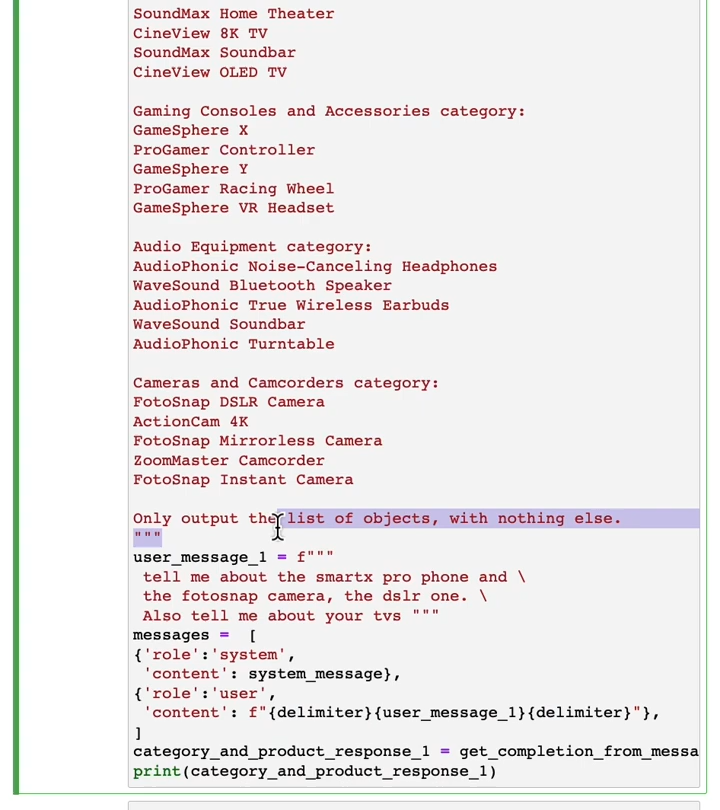 SoundMax Home Theater
CineView 8K TV
SoundMax Soundbar
CineView OLED TV
Gaming Consoles and Accessories category:
GameSphere X
ProGamer Controller
GameSphere Y
ProGamer Racing Wheel
GameSphere VR Headset
Audio Equipment category:
AudioPhonic Noise-Canceling Headphones
WaveSound Bluetooth Speaker
AudioPhonic True Wireless Earbuds
WaveSound Soundbar
AudioPhonic Turntable
Cameras and Camcorders category:
FotoSnap DSLR Camera
ActionCam 4K
FotoSnap Mirrorless Camera
ZoomMaster Camcorder
FotoSnap Instant Camera
Only output the list of objects, with nothing else.
"""
user_message_1 = f"""
 tell me about the smartx pro phone and \
 the fotosnap camera, the dslr one. \
 Also tell me about your tvs """
messages =  [
{'role':'system',
 'content': system_message},
{'role':'user',
 'content': f"{delimiter}{user_message_1}{delimiter}"},
]
category_and_product_response_1 = get_completion_from_messa
print(category_and_product_response_1)